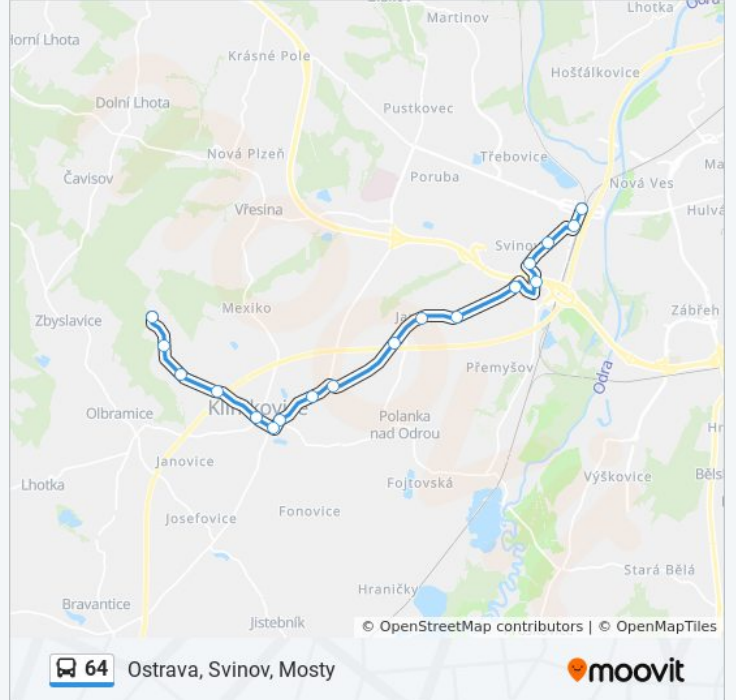 Martinov
Lhotka
Odra
Horní Lhota
Krásné Pole
Hošťálkovice
Dolní Lhota
Pustkovec
Třebovice
Nová Plzeň
Čavisov
Poruba
Nová Ves
Vřesina
Hulvá
Svinov
Mexiko
Zábřeh
Zbyslavice
Přemyšov
Odra
Klimkovice
Olbramice
Polanka
nad Odrou
Janovice
Výškovice
Lhotka
Fojtovská
Josefovice
Fonovice
Stará Bělá
Hraničky
Bravantice
Jistebník
© OpenStreetMap contributors | © OpenMapTiles
64 Ostrava, Svinov, Mosty
moovit